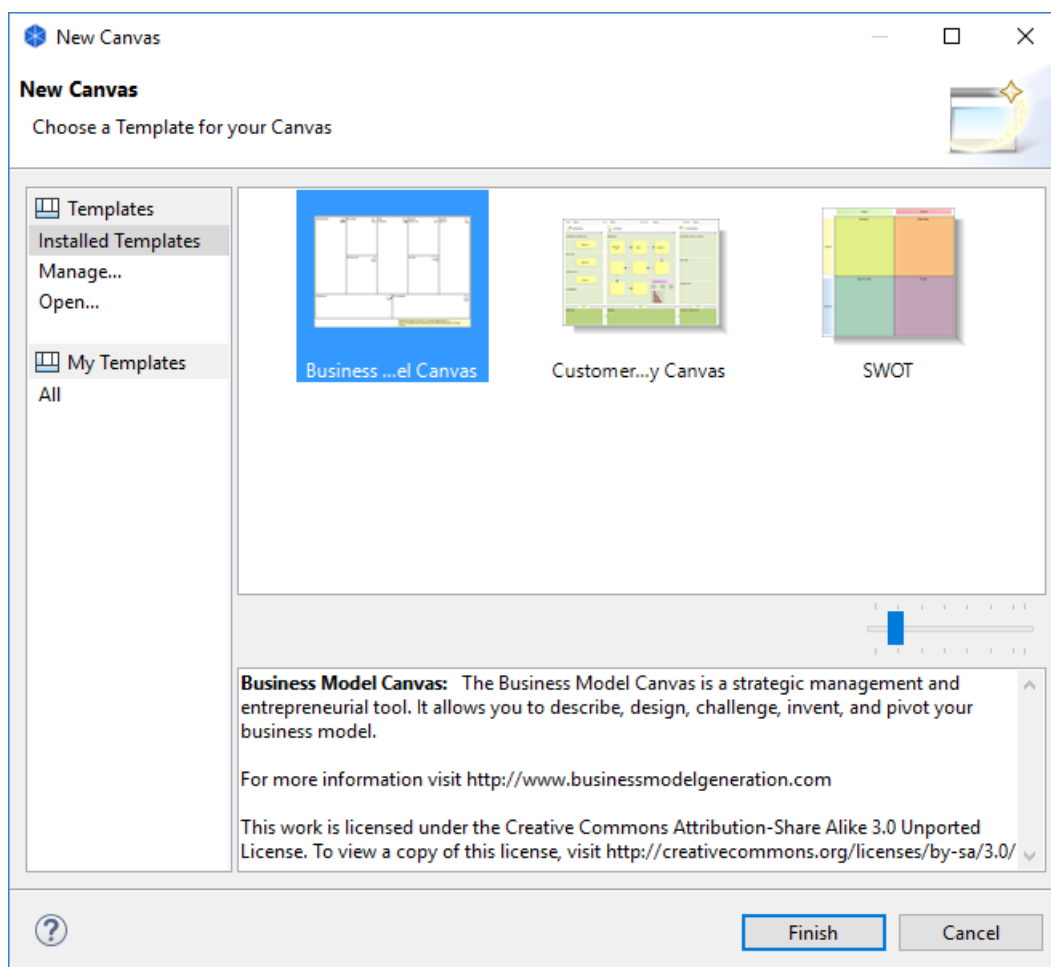 New Canvas
New Canvas
Choose a Template for your Canvas
Templates
Installed Templates
Manage...
Open...
My Templates
All
Business ...el Canvas
Customer...y Canvas
SWOT
Business Model Canvas: The Business Model Canvas is a strategic management and
entrepreneurial tool. It allows you to describe, design, challenge, invent, and pivot your
business model.
For more information visit http://www.businessmodelgeneration.com
This work is licensed under the Creative Commons Attribution-Share Alike 3.0 Unported
License. To view a copy of this license, visit http://creativecommons.org/licenses/by-sa/3.0/
?
Finish
Cancel